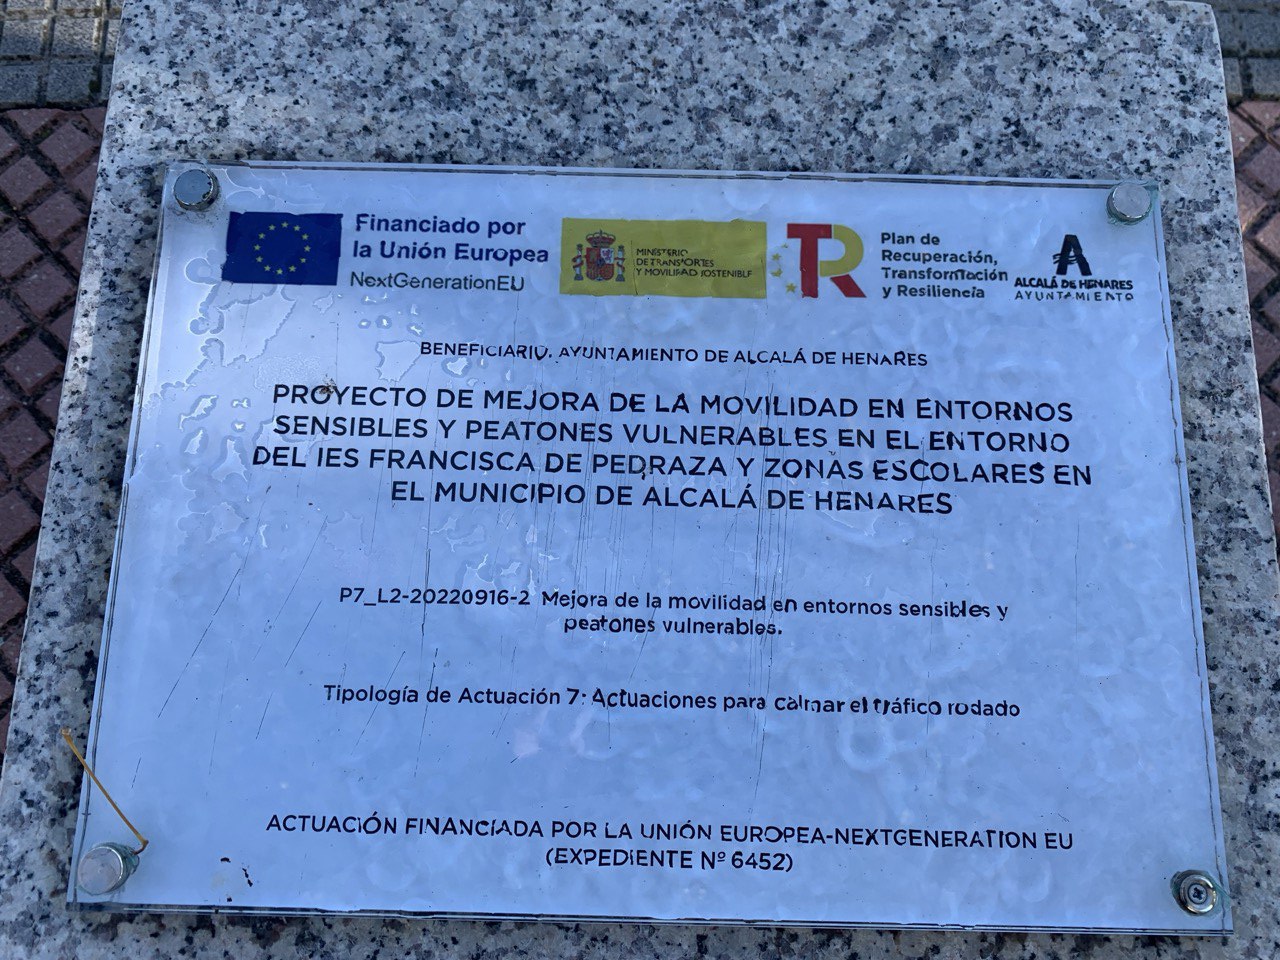 Financiado por
la Unión Europea
NextGenerationEU
MINISTERIO
DE TRANSPORTES
Y MOVILIDAD SOSTENIBLE
TR
Plan de
Recuperación,
Transformación
y Resiliencia
A
ALCALÁ DE HENARES
AYUNTAMIENTO
BENEFICIARIO. AYUNTAMIENTO DE ALCALÁ DE HENARES
PROYECTO DE MEJORA DE LA MOVILIDAD EN ENTORNOS
SENSIBLES Y PEATONES VULNERABLES EN EL ENTORNO
DEL IES FRANCISCA DE PEDRAZA Y ZONAS ESCOLARES EN
EL MUNICIPIO DE ALCALÁ DE HENARES
P7_L2-20220916-2 Mejora de la movilidad en entornos sensibles y
peatones vulnerables.
Tipología de Actuación 7: Actuaciones para calmar el tráfico rodado
ACTUACIÓN FINANCIADA POR LA UNIÓN EUROPEA-NEXTGENERATION EU
(EXPEDIENTE Nº 6452)